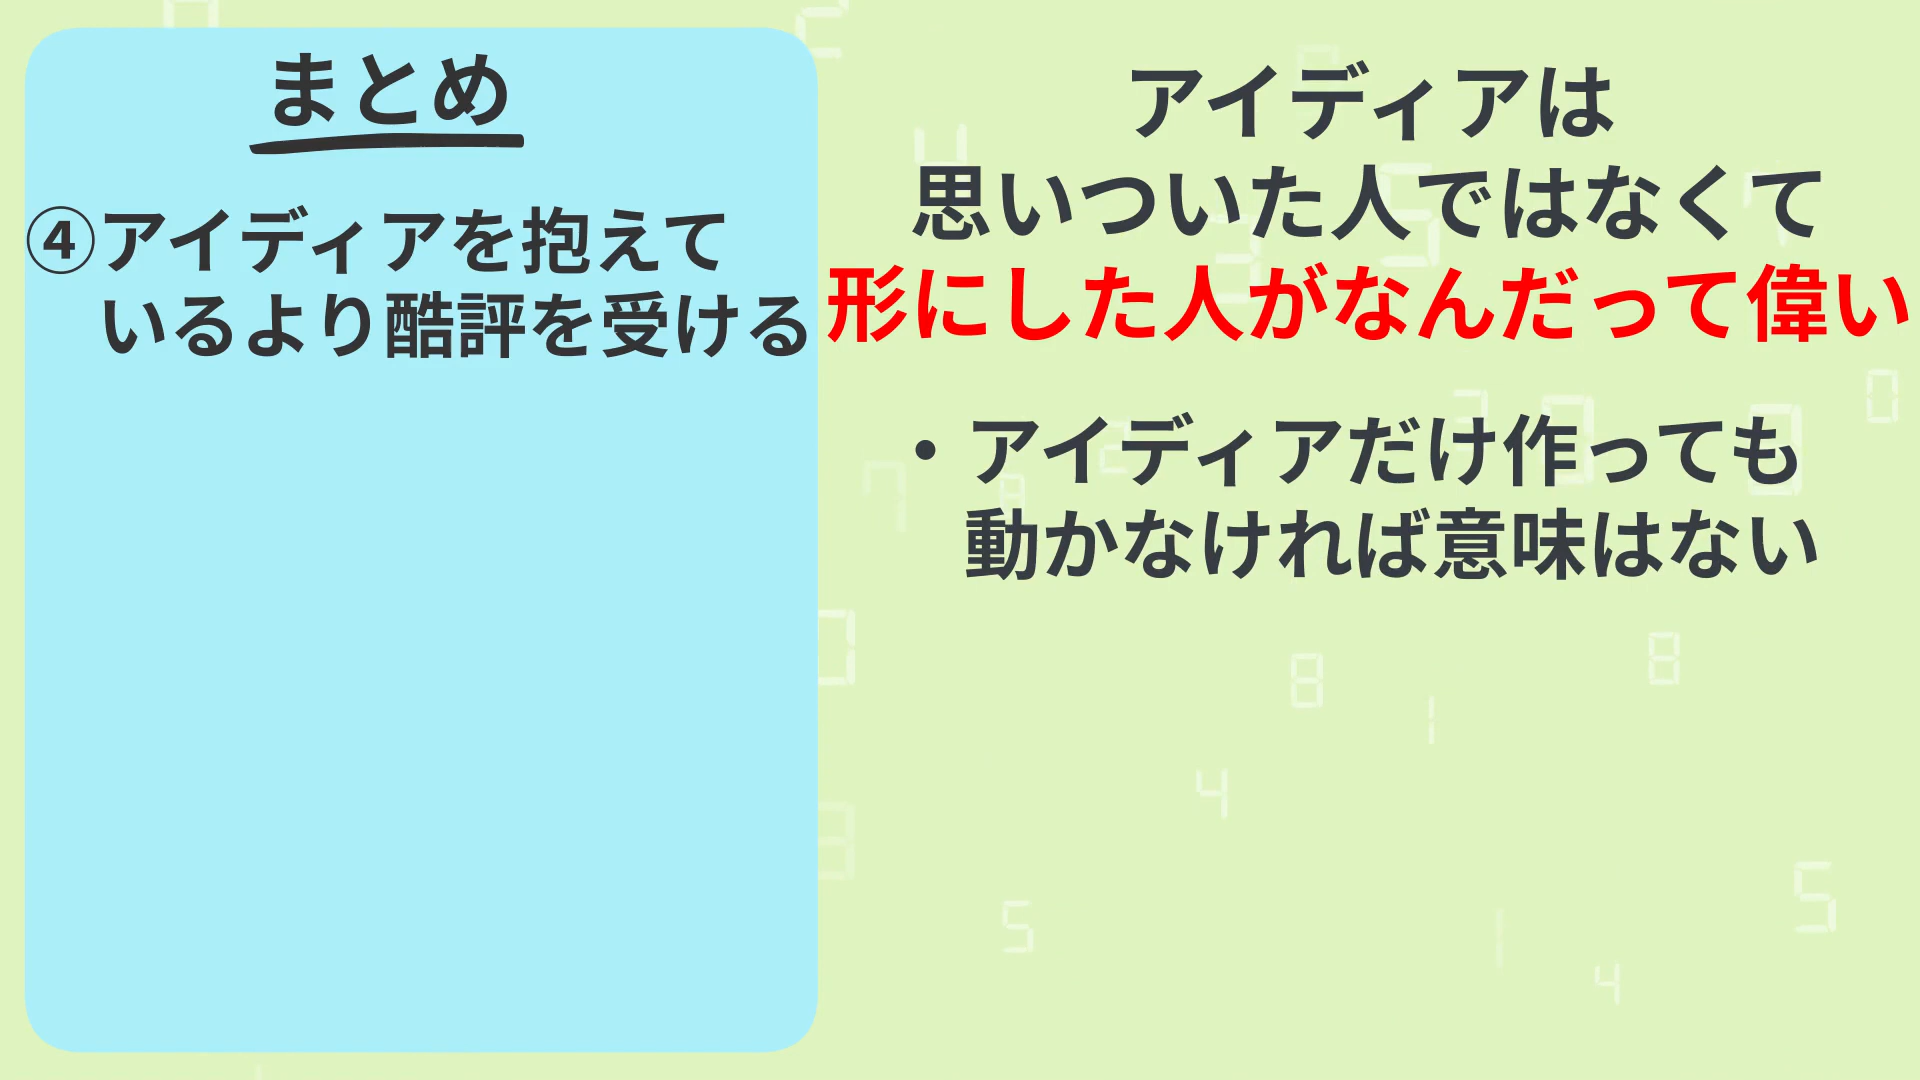 まとめ
④アイディアを抱えて
いるより酷評を受ける
アイディアは
思いついた人ではなくて
形にした人がなんだって偉い
・アイディアだけ作っても
動かなければ意味はない